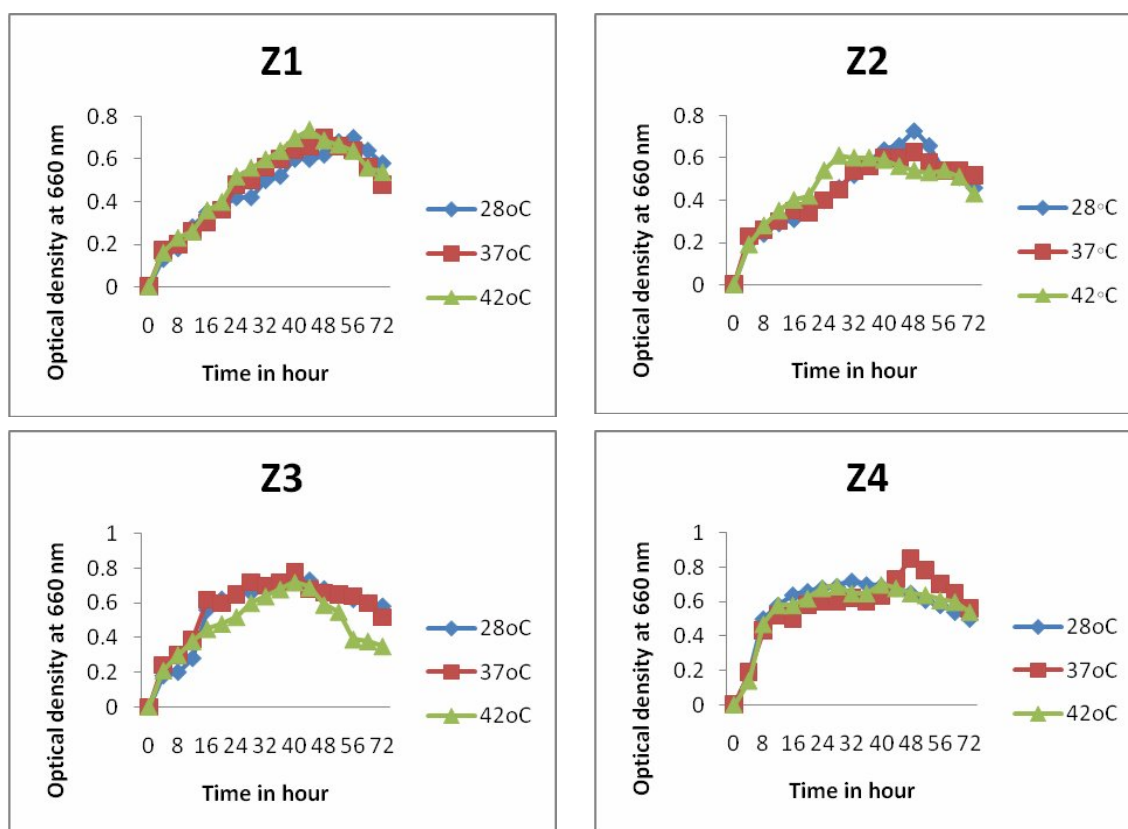 Z1
Optical density at 660 nm
0.8
0.6
0.4
0.2
0
0 8 16 24 32 40 48 56 72
Time in hour
28oC
37oC
42oC
Z2
Optical density at 660 nm
0.8
0.6
0.4
0.2
0
0 8 16 24 32 40 48 56 72
Time in hour
28◦C
37◦C
42◦C
Z3
Optical density at 660 nm
1
0.8
0.6
0.4
0.2
0
0 8 16 24 32 40 48 56 72
Time in hour
28oC
37oC
42oC
Z4
Optical density at 660 nm
1
0.8
0.6
0.4
0.2
0
0 8 16 24 32 40 48 56 72
Time in hour
28oC
37oC
42oC